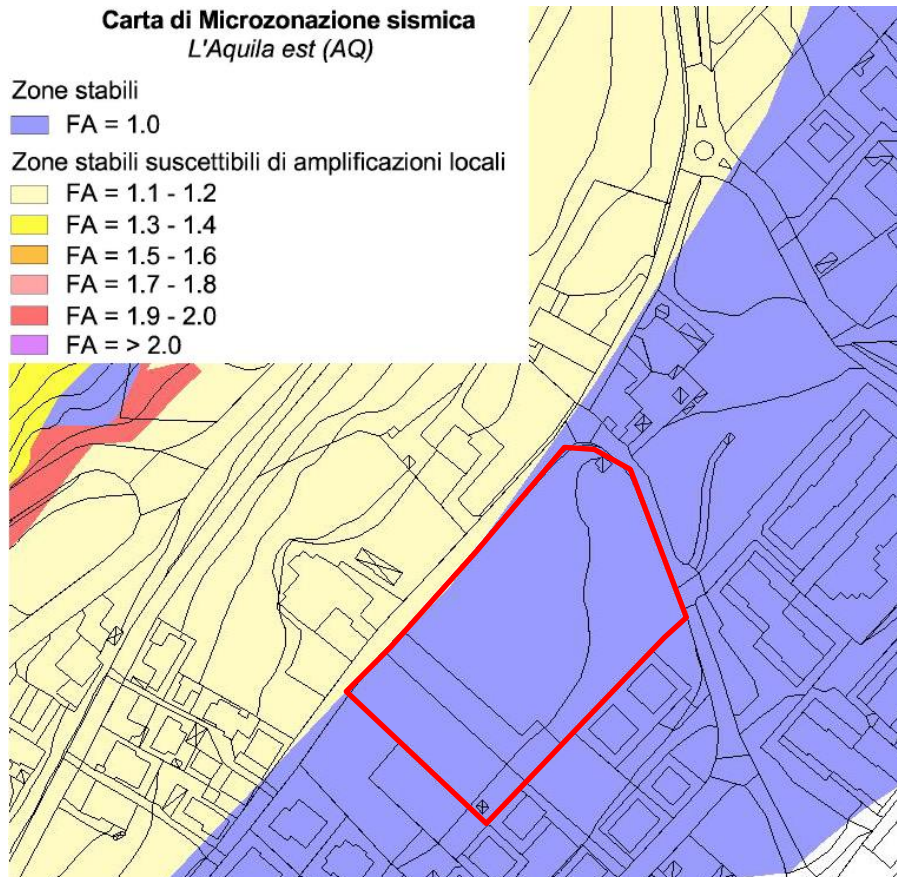 Carta di Microzonazione sismica
L'Aquila est (AQ)
Zone stabili
FA = 1.0
Zone stabili suscettibili di amplificazioni locali
FA = 1.1 - 1.2
FA = 1.3 - 1.4
FA = 1.5 - 1.6
FA = 1.7 - 1.8
FA = 1.9 - 2.0
FA = > 2.0